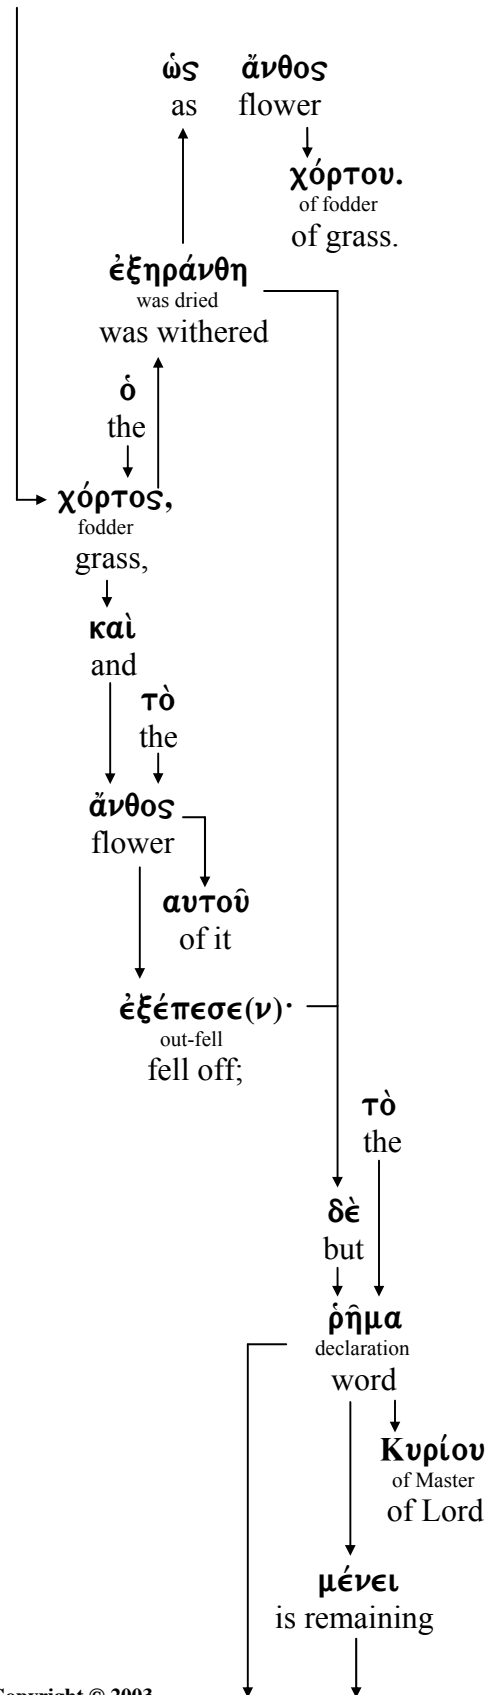 ὡς ἄνθος
as flower
χόρτου.
of fodder
of grass.
ἐξηράνθη
was dried
was withered
ὁ
the
χόρτος,
fodder
grass,
καὶ
and
τὸ
the
ἄνθος
flower
αυτοῦ
of it
ἐξέπεσε(ν)·
out-fell
fell off;
τὸ
the
δὲ
but
ῥῆμα
declaration
word
Κυρίου
of Master
of Lord
μένει
is remaining
Copyright © 2003